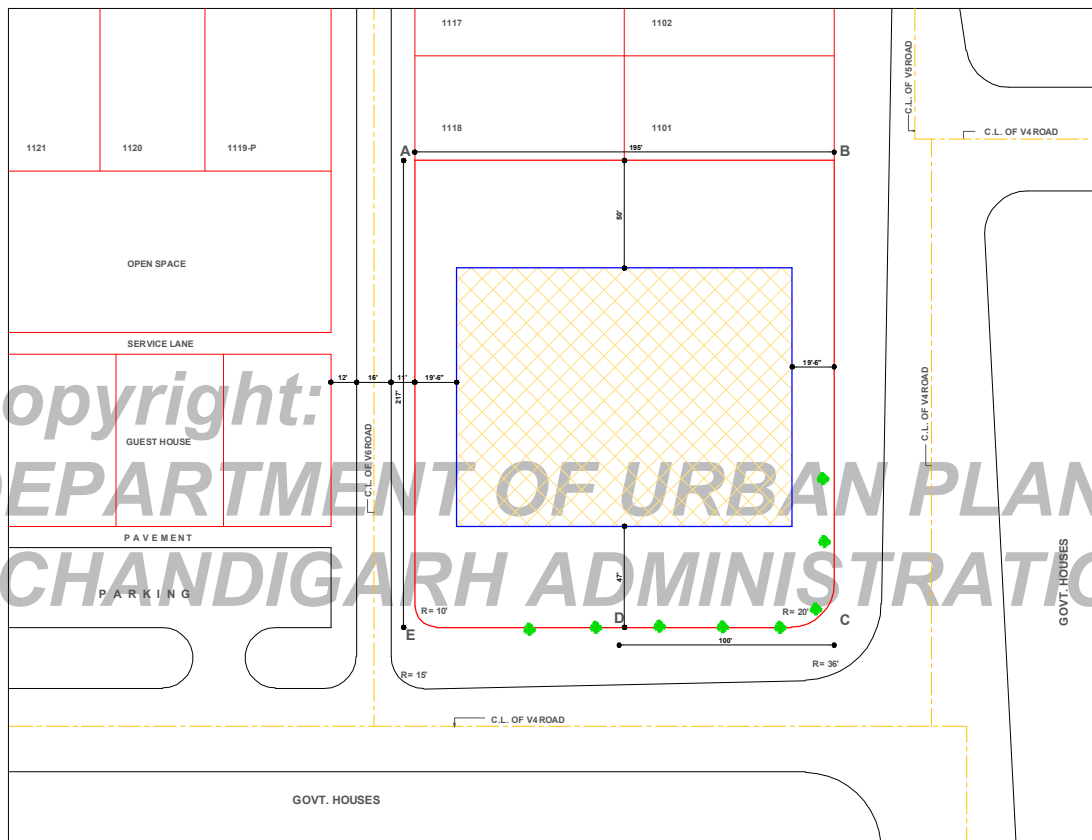 1117
1102
C.L. OF V5 ROAD
C.L. OF V4 ROAD
1118
1101
1121
1120
1119-P
A
195'
B
50'
OPEN SPACE
SERVICE LANE
12'
16'
11'
19'-6"
19'-6"
217'
C.L. OF V4 ROAD
opyright:
GUEST HOUSE
C.L. OF V6 ROAD
DEPARTMENT OF URBAN PLAN
PAVEMENT
GOVT. HOUSES
47'
CHANDIGARH ADMINISTRATIO
PARKING
R= 10'
D
R= 20'
C
E
100'
R= 15'
R= 36'
C.L. OF V4 ROAD
GOVT. HOUSES